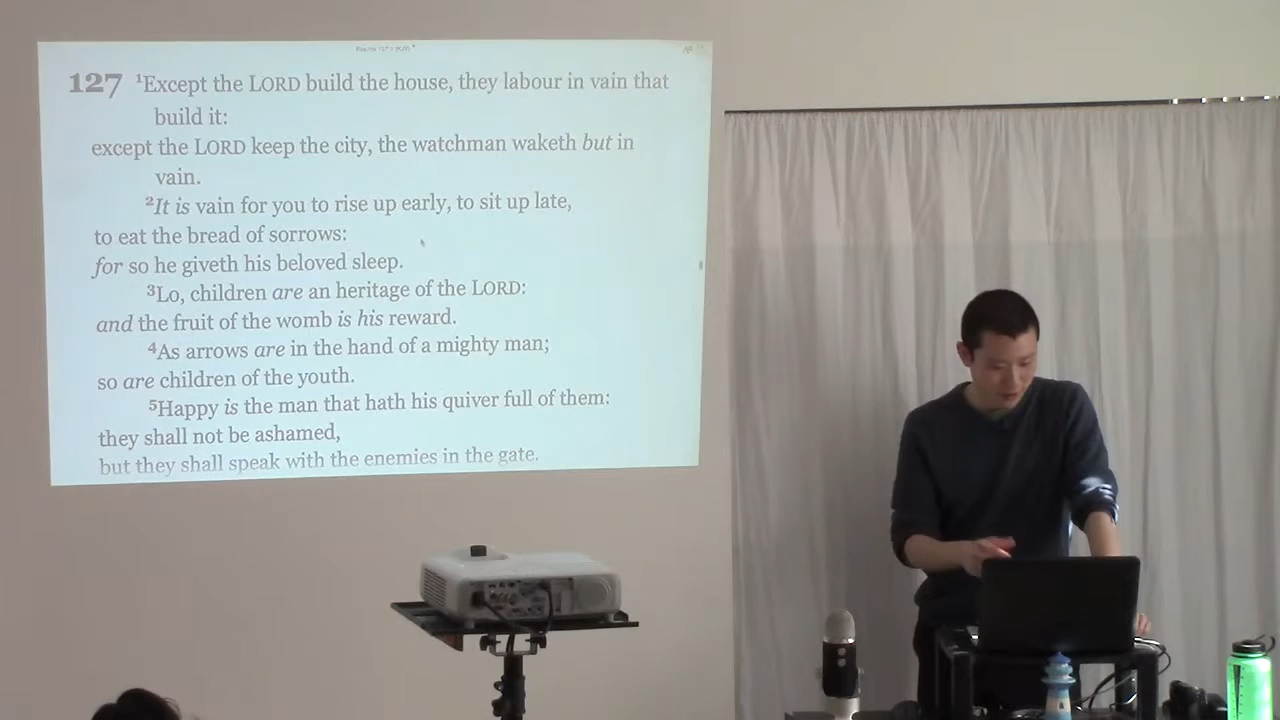 127 ¹Except the LORD build the house, they labour in vain that
build it:
except the LORD keep the city, the watchman waketh but in
vain.
²It is vain for you to rise up early, to sit up late,
to eat the bread of sorrows:
for so he giveth his beloved sleep.
³Lo, children are an heritage of the LORD:
and the fruit of the womb is his reward.
⁴As arrows are in the hand of a mighty man;
so are children of the youth.
⁵Happy is the man that hath his quiver full of them:
they shall not be ashamed,
but they shall speak with the enemies in the gate.